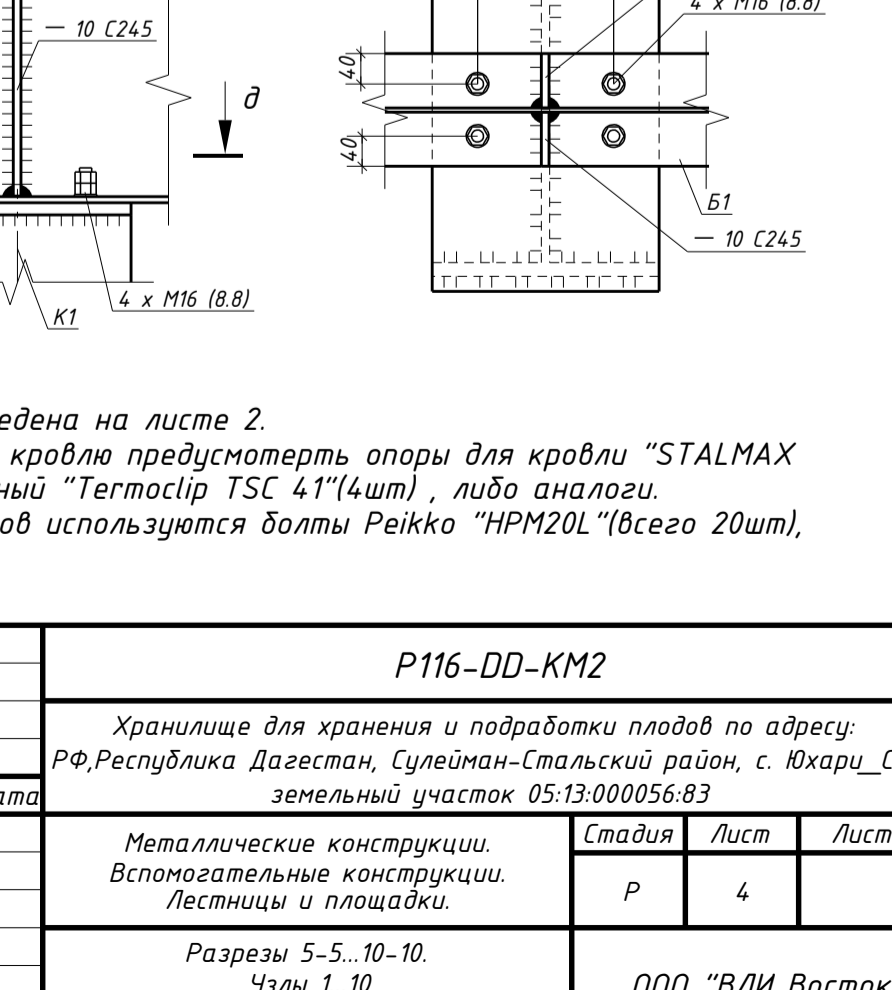 4 x М16 (8.8)
— 10 С245
д
40
40
Б1
— 10 С245
4 x М16 (8.8)
К1
едена на листе 2.
кровлю предусмотерть опоры для кровли "STALMAX
ный "Termoclip TSC 41"(4шт) , либо аналоги.
ов используются болты Peikko "HPM20L"(всего 20шт),
P116-DD-KM2
Хранилище для хранения и подработки плодов по адресу:
РФ,Республика Дагестан, Сулейман-Стальский район, с. Юхари_С
земельный участок 05:13:000056:83
ата
Металлические конструкции.
Вспомогательные конструкции.
Лестницы и площадки.
Стадия Лист Лист
Р 4
Разрезы 5-5...10-10.
Узлы 1...10
ООО "ВЛИ Восток